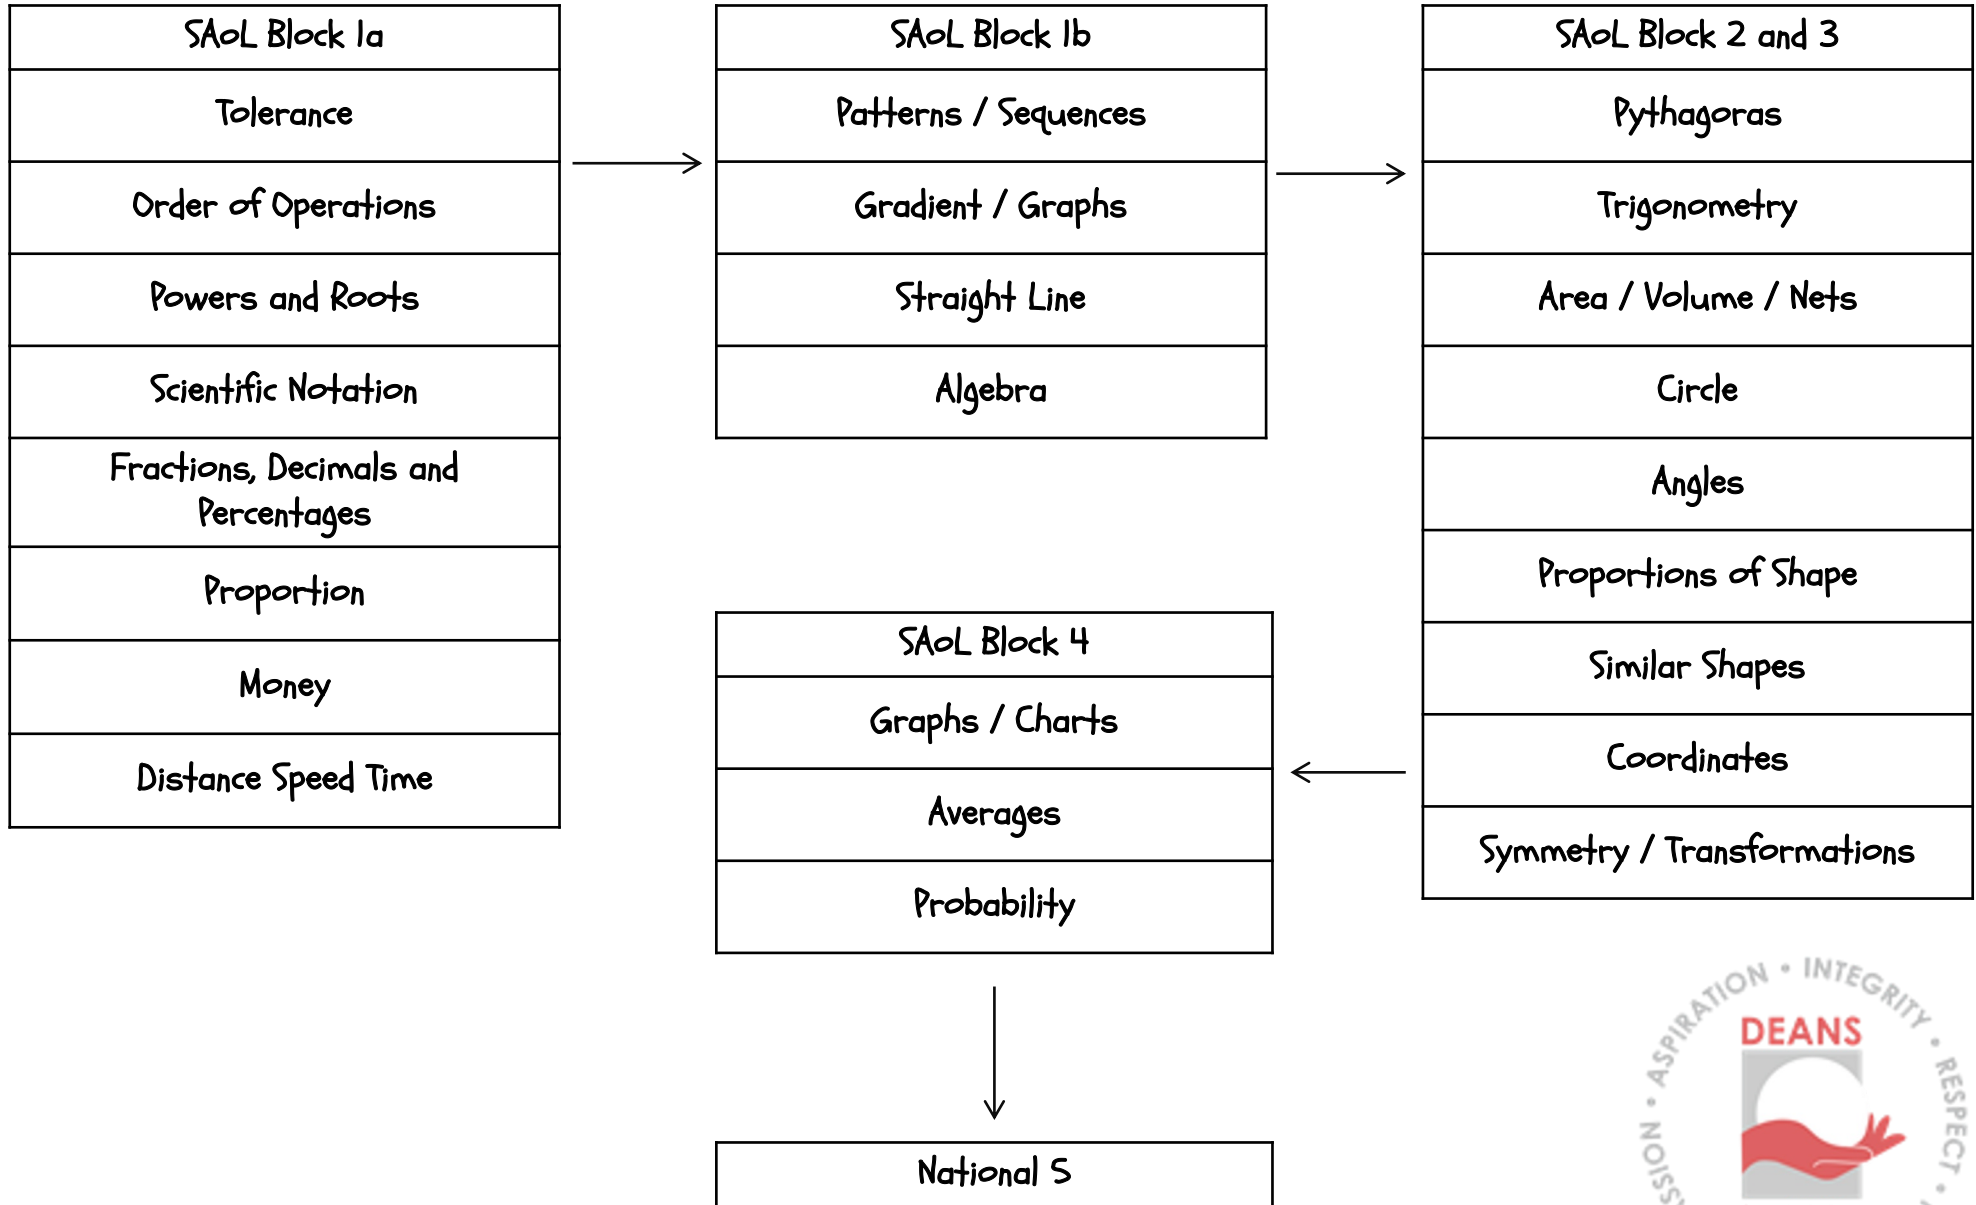 SAoL Block 1a
Tolerance
Order of Operations
Powers and Roots
Scientific Notation
Fractions, Decimals and
Percentages
Proportion
Money
Distance Speed Time
SAoL Block 1b
Patterns / Sequences
Gradient / Graphs
Straight Line
Algebra
SAoL Block 2 and 3
Pythagoras
Trigonometry
Area / Volume / Nets
Circle
Angles
Proportions of Shape
Similar Shapes
Coordinates
Symmetry / Transformations
SAoL Block 4
Graphs / Charts
Averages
Probability
National 5
• ASPIRATION • INTEGRITY • RESPECT •
DEANS